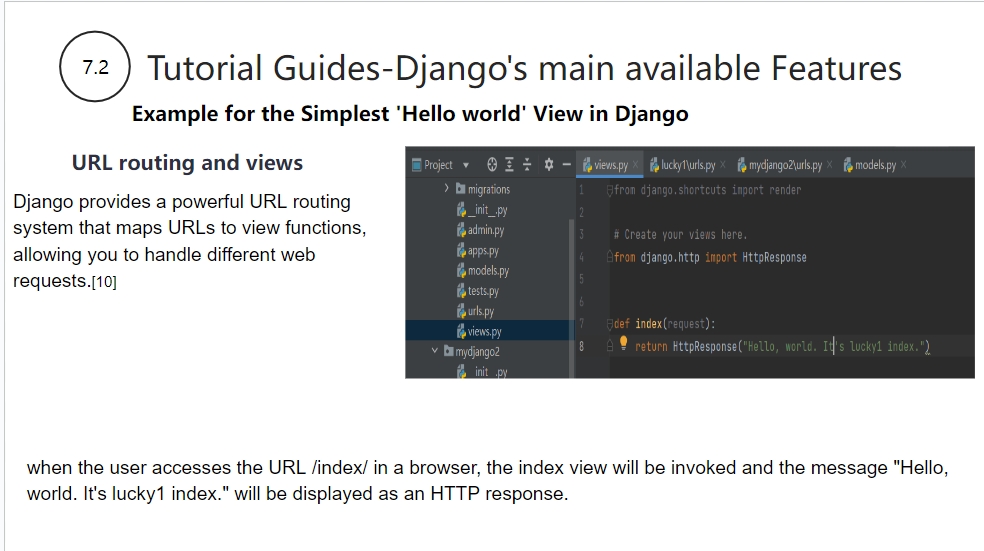 7.2
Tutorial Guides-Django's main available Features
Example for the Simplest 'Hello world' View in Django
URL routing and views
Django provides a powerful URL routing
system that maps URLs to view functions,
allowing you to handle different web
requests.[10]
Project
views.py
lucky1\urls.py
mydjango2\urls.py
models.py
migrations
__init__.py
admin.py
apps.py
models.py
tests.py
urls.py
views.py
mydjango2
__init__.py
1 from django.shortcuts import render
2
3 # Create your views here.
4 from django.http import HttpResponse
5
6
7 def index(request):
8 return HttpResponse("Hello, world. It's lucky1 index.")
when the user accesses the URL /index/ in a browser, the index view will be invoked and the message "Hello,
world. It's lucky1 index." will be displayed as an HTTP response.